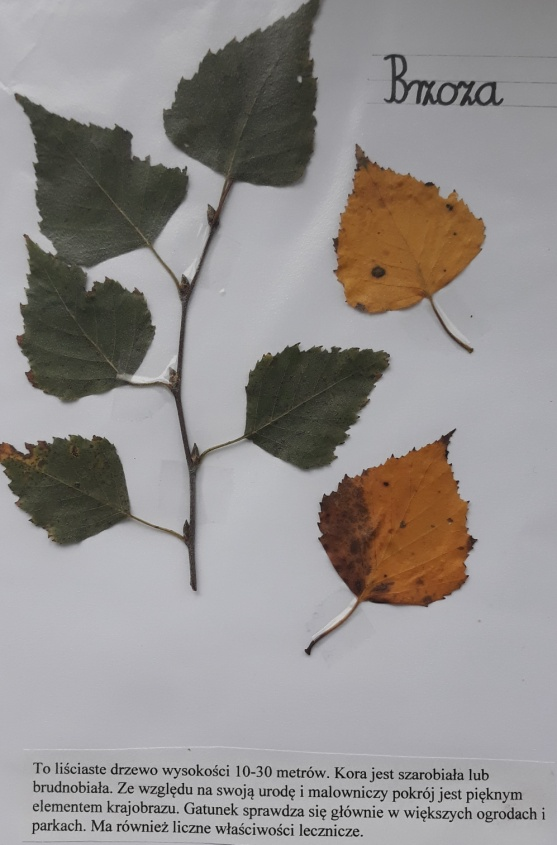 Brzoza
To liściaste drzewo wysokości 10-30 metrów. Kora jest szarobiała lub
brudnobiała. Ze względu na swoją urodę i malowniczy pokrój jest pięknym
elementem krajobrazu. Gatunek sprawdza się głównie w większych ogrodach i
parkach. Ma również liczne właściwości lecznicze.